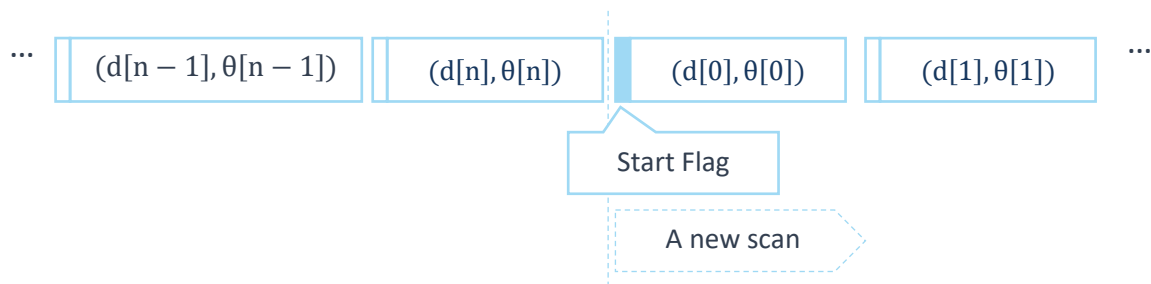 ... (d[n − 1], θ[n − 1]) (d[n], θ[n]) (d[0], θ[0]) (d[1], θ[1]) ...
Start Flag
A new scan